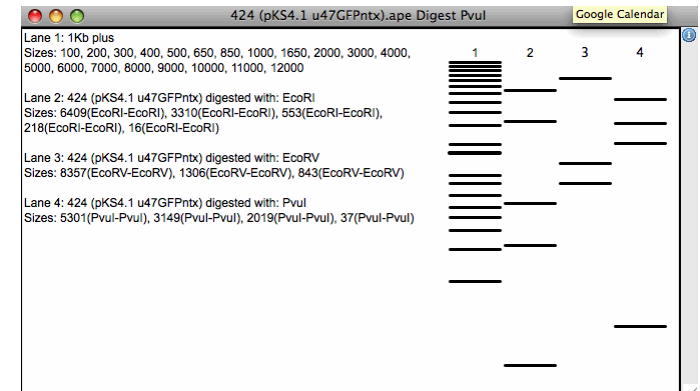 424 (pKS4.1 u47GFPntx).ape Digest PvuI
Google Calendar
Lane 1: 1Kb plus
Sizes: 100, 200, 300, 400, 500, 650, 850, 1000, 1650, 2000, 3000, 4000,
5000, 6000, 7000, 8000, 9000, 10000, 11000, 12000
Lane 2: 424 (pKS4.1 u47GFPntx) digested with: EcoRI
Sizes: 6409(EcoRI-EcoRI), 3310(EcoRI-EcoRI), 553(EcoRI-EcoRI),
218(EcoRI-EcoRI), 16(EcoRI-EcoRI)
Lane 3: 424 (pKS4.1 u47GFPntx) digested with: EcoRV
Sizes: 8357(EcoRV-EcoRV), 1306(EcoRV-EcoRV), 843(EcoRV-EcoRV)
Lane 4: 424 (pKS4.1 u47GFPntx) digested with: PvuI
Sizes: 5301(PvuI-PvuI), 3149(PvuI-PvuI), 2019(PvuI-PvuI), 37(PvuI-PvuI)
1 2 3 4